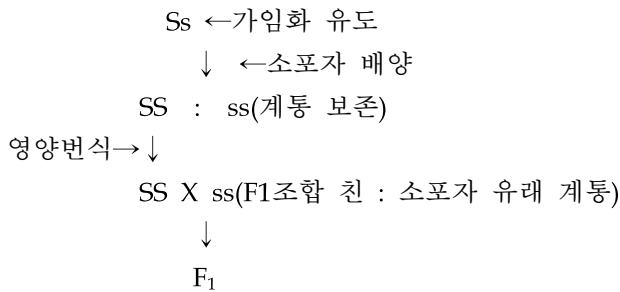 Ss ←가임화 유도
↓ ←소포자 배양
SS : ss(계통 보존)
영양번식→↓
SS X ss(F1조합 친 : 소포자 유래 계통)
↓
F₁